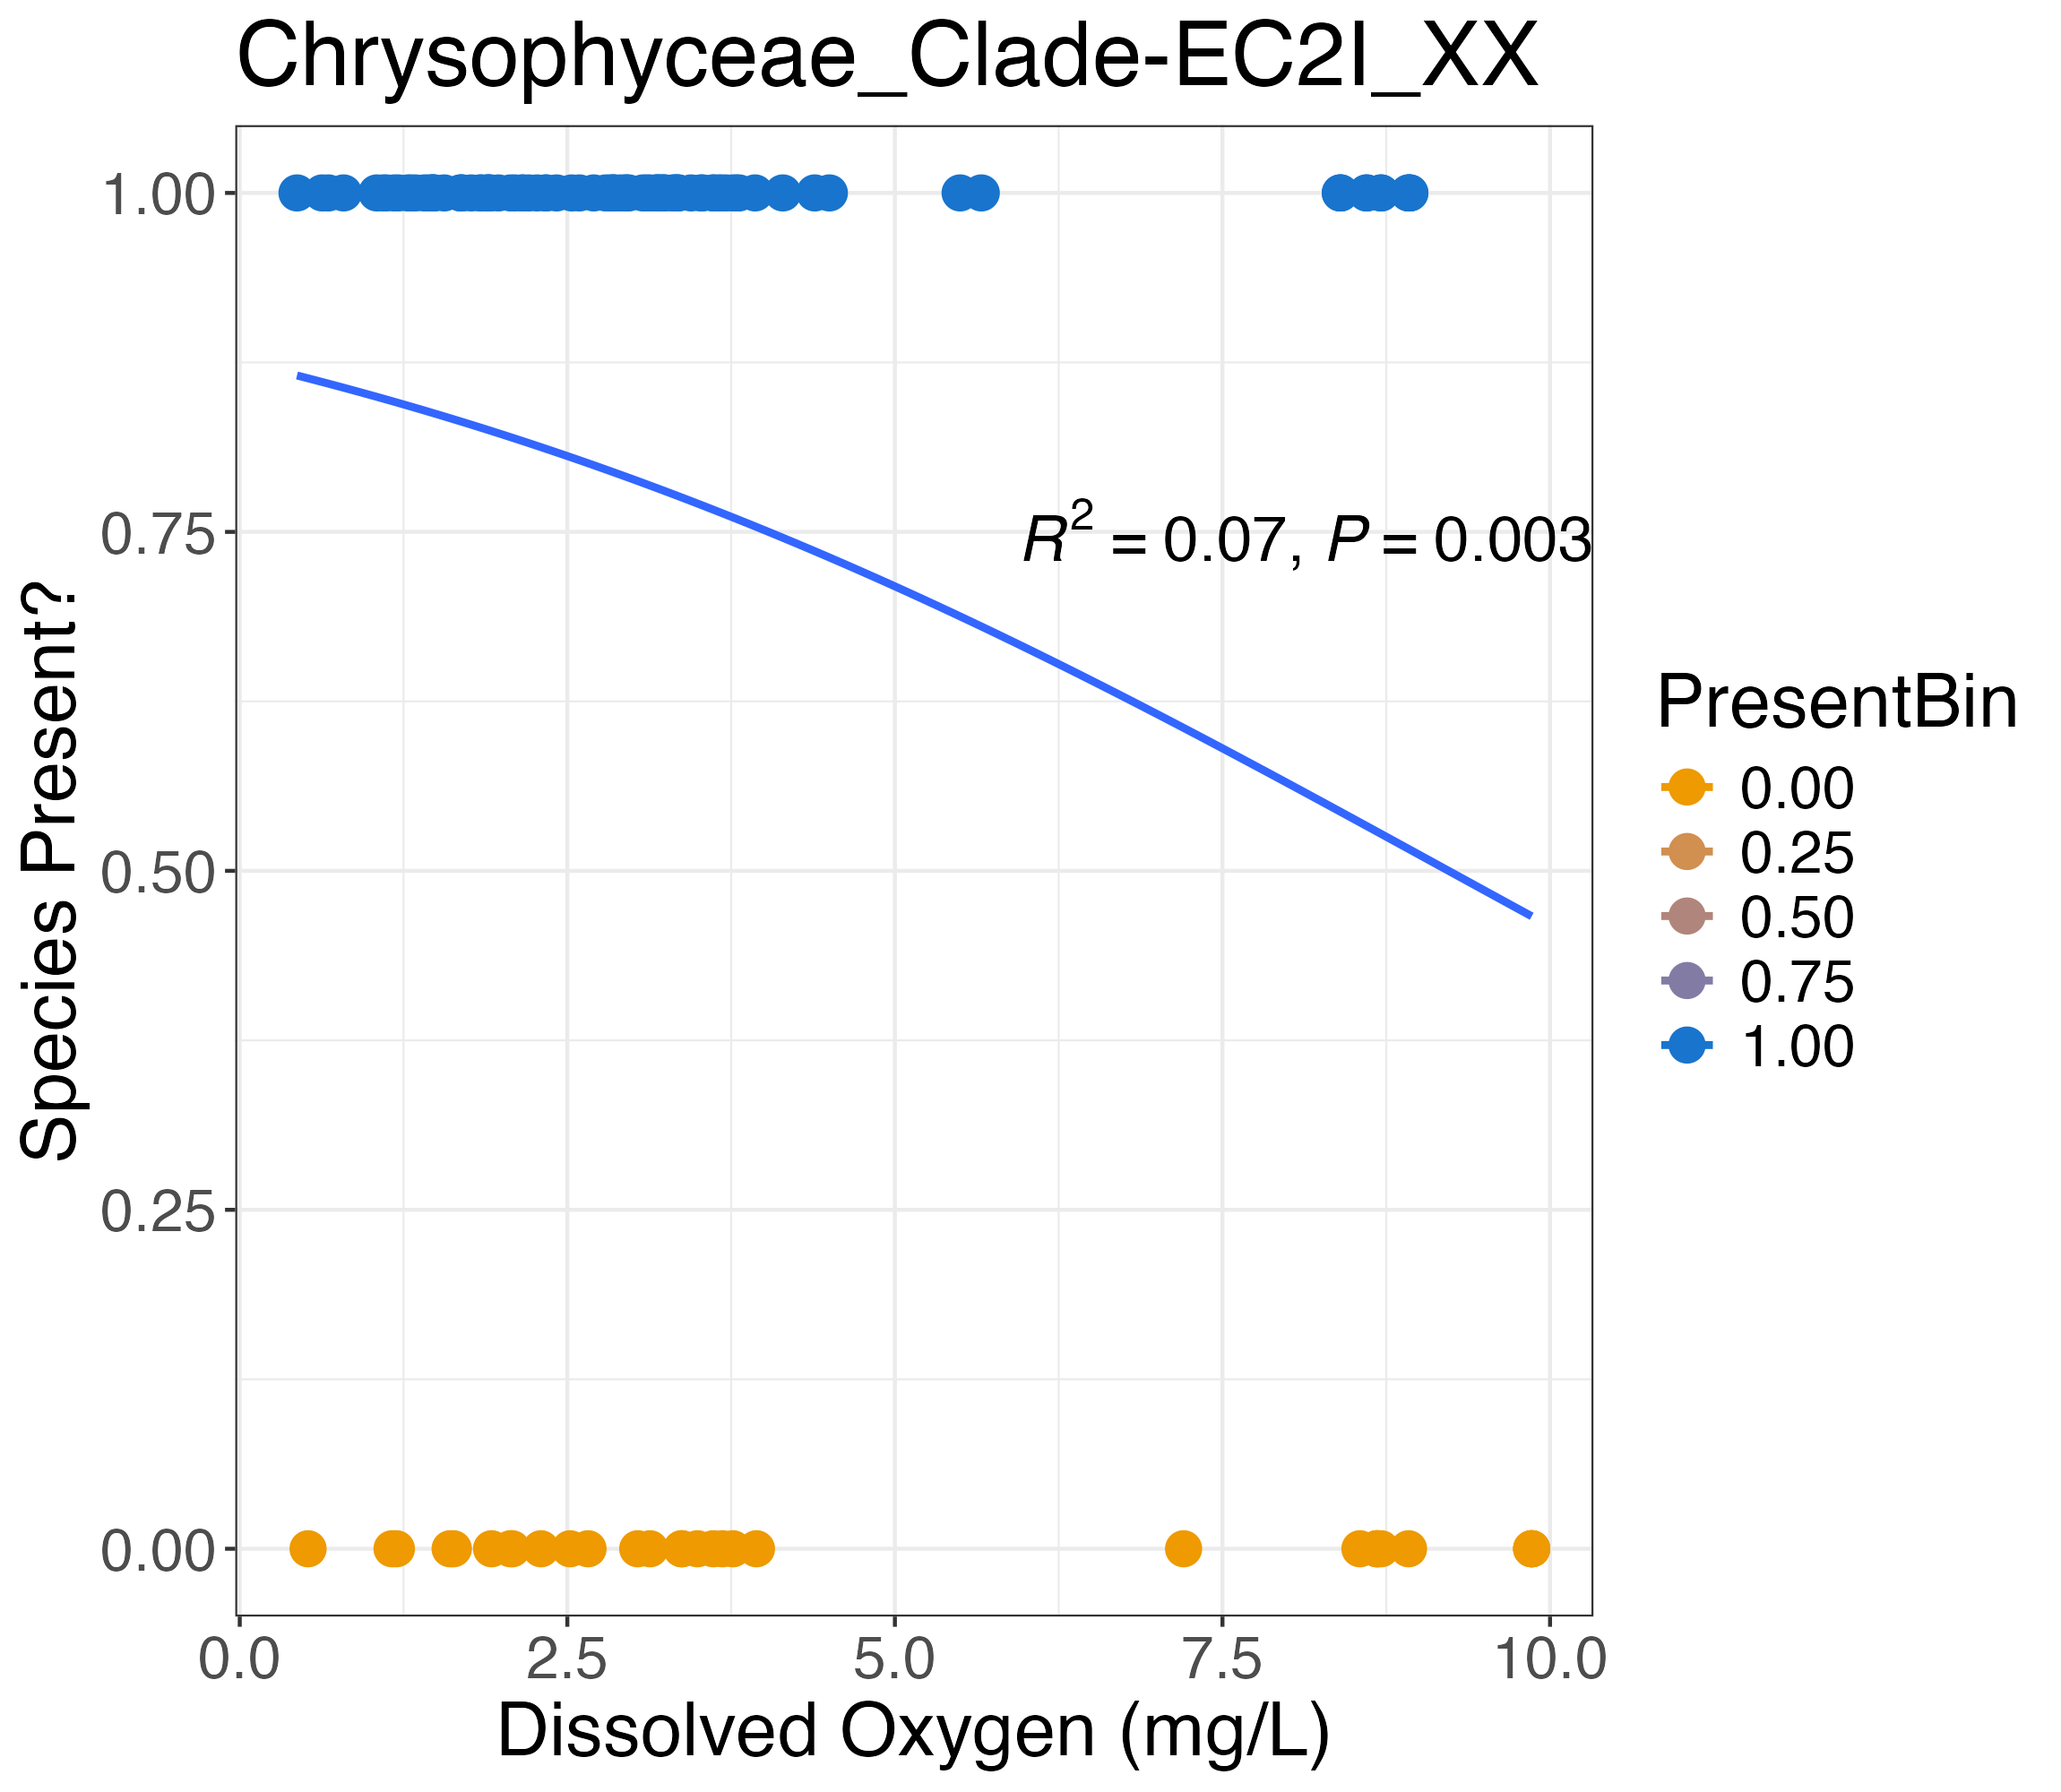 Chrysophyceae_Clade-EC2I_XX
1.00
0.75
0.50
0.25
0.00
Species Present?
R² = 0.07, P = 0.003
0.0 2.5 5.0 7.5 10.0
Dissolved Oxygen (mg/L)
PresentBin
0.00
0.25
0.50
0.75
1.00